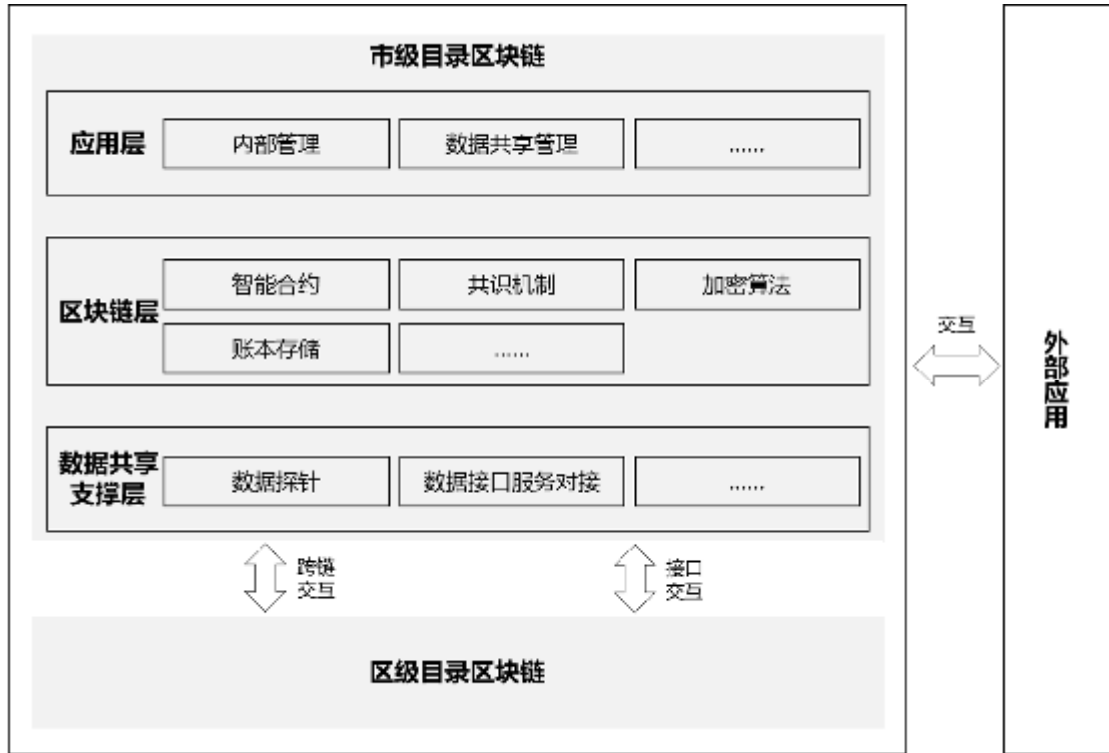 市级目录区块链
应用层
内部管理
数据共享管理
......
区块链层
智能合约
共识机制
加密算法
账本存储
......
数据共享
支撑层
数据探针
数据接口服务对接
......
跨链
交互
接口
交互
区级目录区块链
交互
外部应用